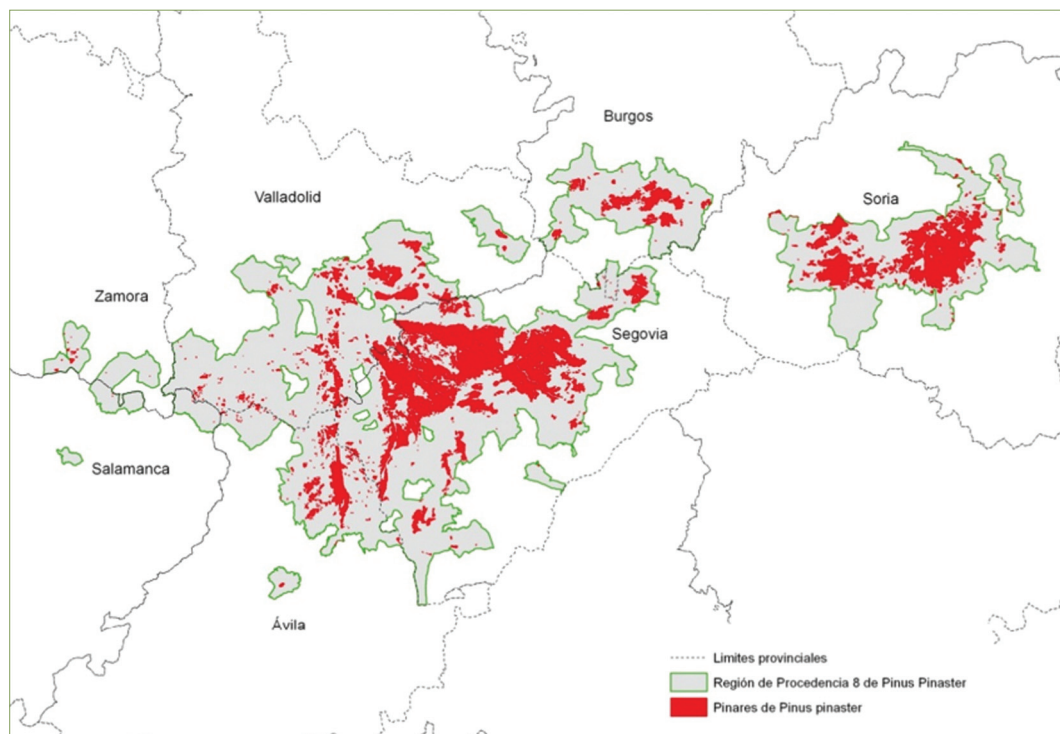 Burgos
Valladolid
Soria
Zamora
Segovia
Salamanca
Ávila
Limites provinciales
Región de Procedencia 8 de Pinus Pinaster
Pinares de Pinus pinaster